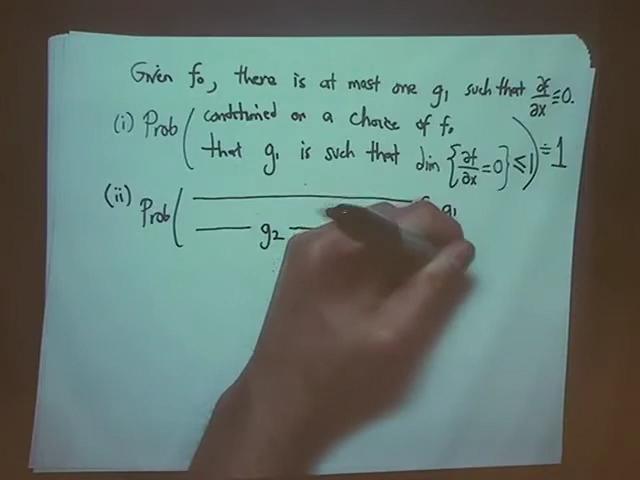 Given f₀, there is at most one g₁ such that ∂f/∂x ≡ 0.
(i) Prob ( conditioned on a choice of f₀
that g₁ is such that dim {∂f/∂x = 0} ≤ 1 ) ≐ 1
(ii) Prob ( ——— g₁
—— g₂ —